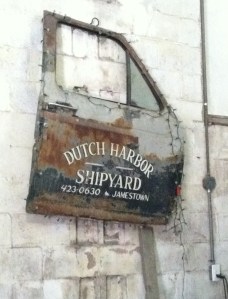 DUTCH HARBOR
SHIPYARD
423-0630 JAMESTOWN